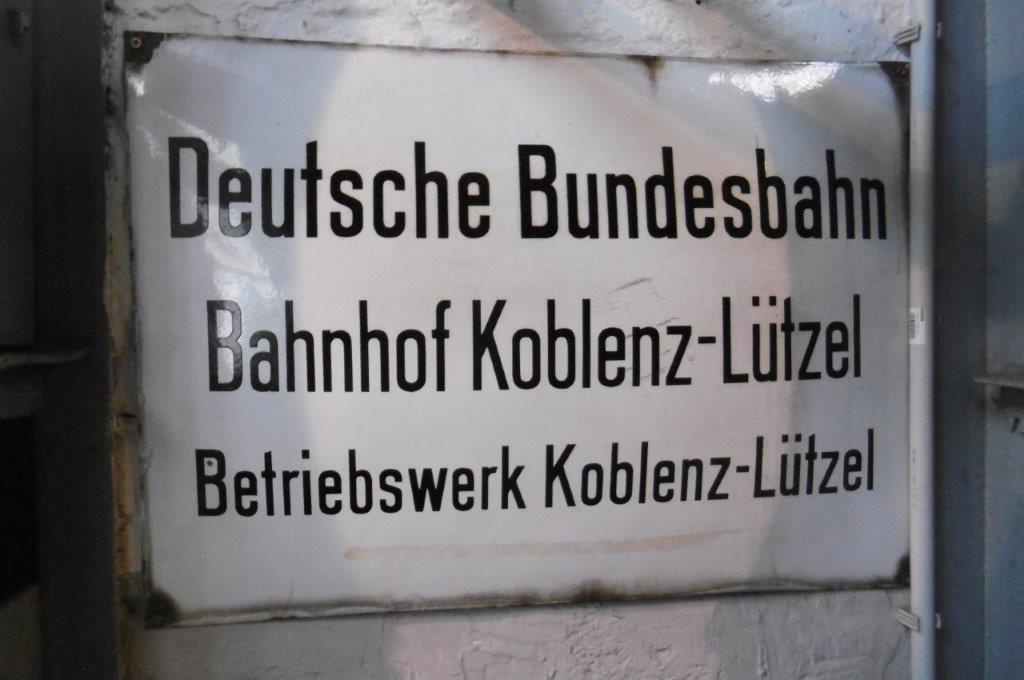 Deutsche Bundesbahn
Bahnhof Koblenz-Lützel
Betriebswerk Koblenz-Lützel